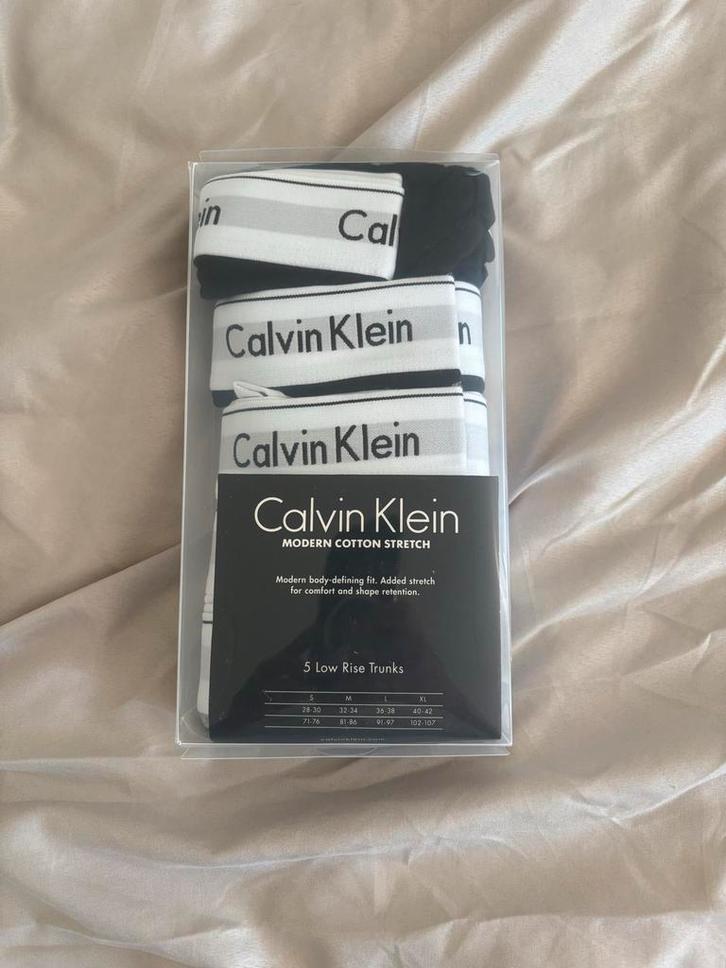 ein Cal
Calvin Klein n
Calvin Klein
Calvin Klein
MODERN COTTON STRETCH
Modern body-defining fit. Added stretch
for comfort and shape retention.
5 Low Rise Trunks
S M L XL
28-30 32-34 36-38 40-42
71-76 81-86 91-97 102-107